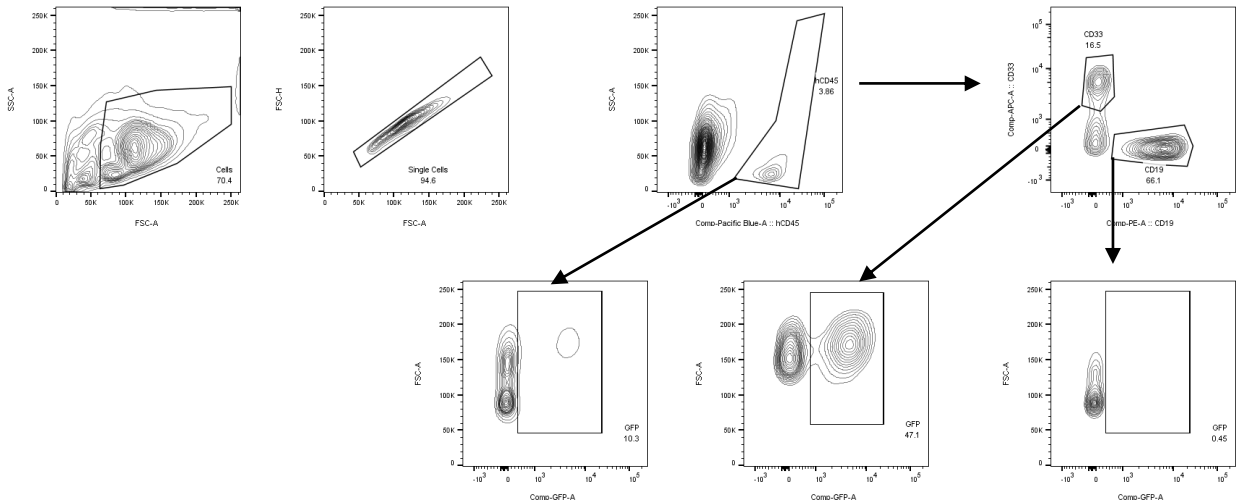 250K
200K
150K
100K
50K
0
SSC-A
Cells
70.4
0
50K
100K
150K
200K
250K
FSC-A
250K
200K
150K
100K
50K
0
FSC-H
Single Cells
94.6
0
50K
100K
150K
200K
250K
FSC-A
250K
200K
150K
100K
50K
0
SSC-A
hCD45
3.86
-10^3
0
10^3
10^4
10^5
Comp-Pacific Blue-A :: hCD45
10^5
10^4
10^3
0
-10^3
Comp-APC-A :: CD33
CD33
16.5
CD19
66.1
-10^3
0
10^3
10^4
10^5
Comp-PE-A :: CD19
250K
200K
150K
100K
50K
0
FSC-A
GFP
10.3
-10^3
0
10^3
10^4
10^5
Comp-GFP-A
250K
200K
150K
100K
50K
0
FSC-A
GFP
47.1
-10^3
0
10^3
10^4
10^5
Comp-GFP-A
250K
200K
150K
100K
50K
0
FSC-A
GFP
0.45
-10^3
0
10^3
10^4
10^5
Comp-GFP-A